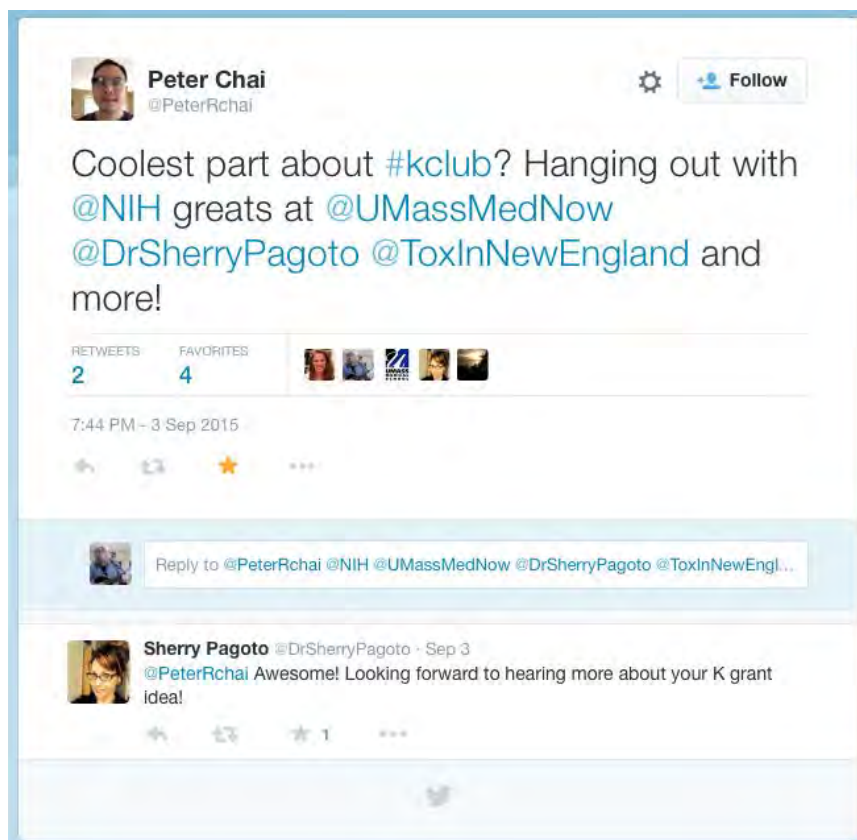 Peter Chai
@PeterRchai
Follow
Coolest part about #kclub? Hanging out with
@NIH greats at @UMassMedNow
@DrSherryPagoto @ToxInNewEngland and
more!
RETWEETS FAVORITES
2 4
UMASS
7:44 PM - 3 Sep 2015
Reply to @PeterRchai @NIH @UMassMedNow @DrSherryPagoto @ToxInNewEngl...
Sherry Pagoto @DrSherryPagoto · Sep 3
@PeterRchai Awesome! Looking forward to hearing more about your K grant
idea!
1